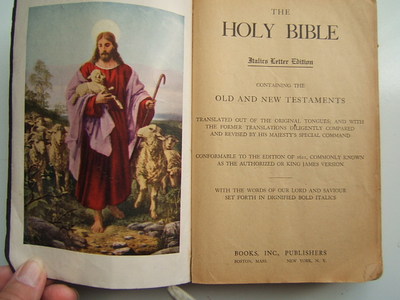 THE
HOLY BIBLE
Italics Letter Edition
CONTAINING THE
OLD AND NEW TESTAMENTS
TRANSLATED OUT OF THE ORIGINAL TONGUES; AND WITH
THE FORMER TRANSLATIONS DILIGENTLY COMPARED
AND REVISED BY HIS MAJESTY'S SPECIAL COMMAND
CONFORMABLE TO THE EDITION OF 1611, COMMONLY KNOWN
AS THE AUTHORIZED OR KING JAMES VERSION
WITH THE WORDS OF OUR LORD AND SAVIOUR
SET FORTH IN DIGNIFIED BOLD ITALICS
BOOKS, INC., PUBLISHERS
BOSTON, MASS. NEW YORK, N. Y.